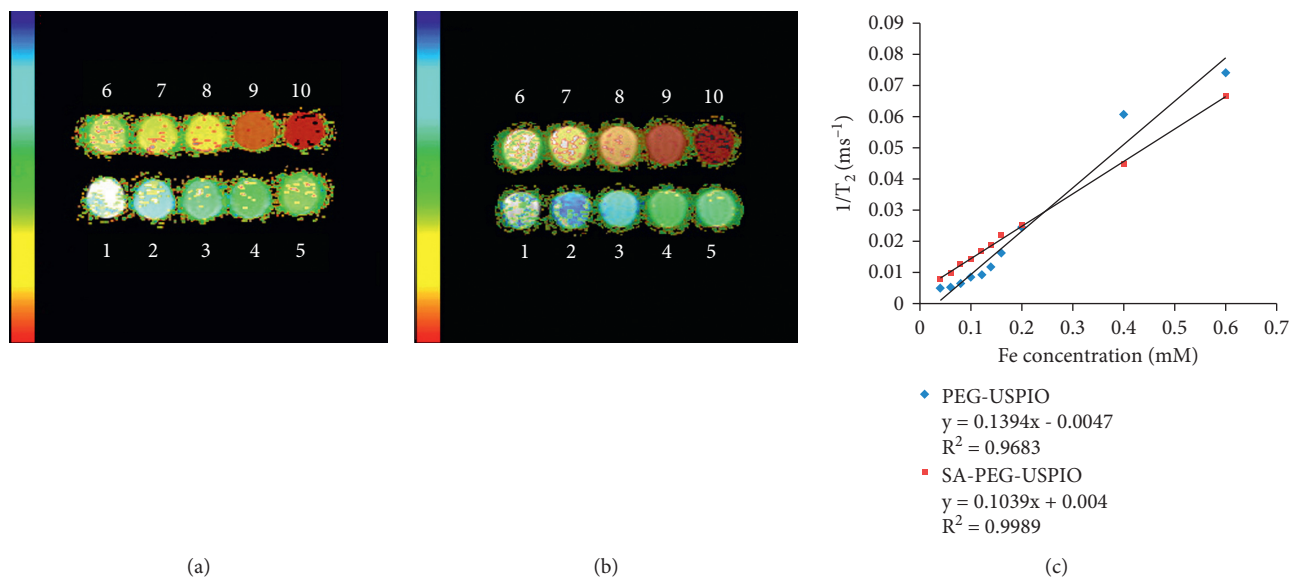 6 7 8 9 10
1 2 3 4 5
(a)
6 7 8 9 10
1 2 3 4 5
(b)
0.09
0.08
0.07
0.06
0.05
0.04
0.03
0.02
0.01
0
1/T₂ (ms⁻¹)
0 0.1 0.2 0.3 0.4 0.5 0.6 0.7
Fe concentration (mM)
PEG-USPIO
y = 0.1394x - 0.0047
R² = 0.9683
SA-PEG-USPIO
y = 0.1039x + 0.004
R² = 0.9989
(c)